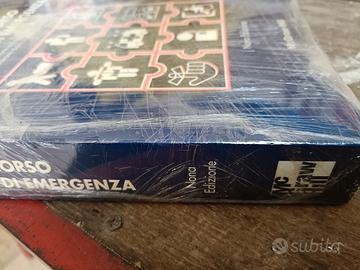 ORSO
DI EMERGENZA
Nona
Edizione
Mc
Graw
Hill
subito